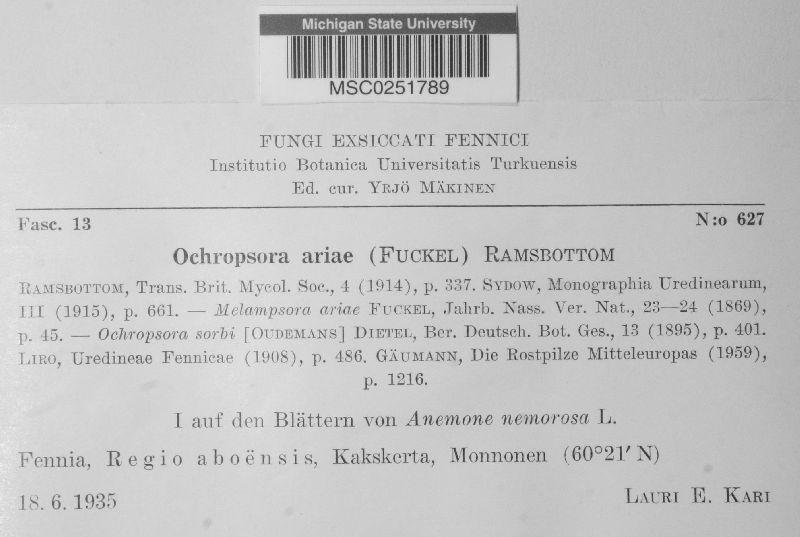 Michigan State University
MSC0251789
FUNGI EXSICCATI FENNICI
Institutio Botanica Universitatis Turkuensis
Ed. cur. YRJÖ MÄKINEN
Fasc. 13 N:o 627
Ochropsora ariae (FUCKEL) RAMSBOTTOM
RAMSBOTTOM, Trans. Brit. Mycol. Soc., 4 (1914), p. 337. SYDOW, Monographia Uredinearum,
III (1915), p. 661. — Melampsora ariae FUCKEL, Jahrb. Nass. Ver. Nat., 23—24 (1869),
p. 45. — Ochropsora sorbi [OUDEMANS] DIETEL, Ber. Deutsch. Bot. Ges., 13 (1895), p. 401.
LIRO, Uredineae Fennicae (1908), p. 486. GÄUMANN, Die Rostpilze Mitteleuropas (1959),
p. 1216.
I auf den Blättern von Anemone nemorosa L.
Fennia, Regio aboënsis, Kakskerta, Monnonen (60°21′ N)
18. 6. 1935 LAURI E. KARI